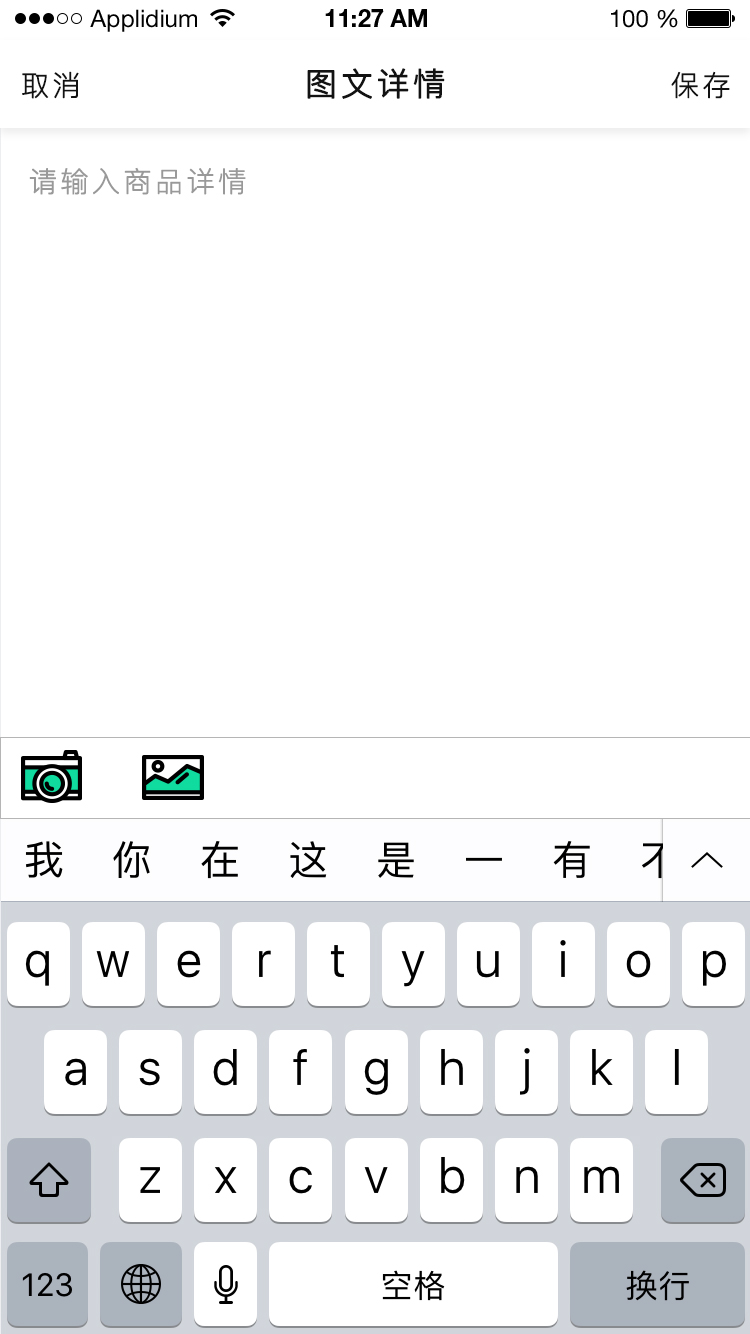 Applidium 11:27 AM 100 %
取消 图文详情 保存
请输入商品详情
我 你 在 这 是 一 有
q w e r t y u i o p
a s d f g h j k l
z x c v b n m
123 空格 换行